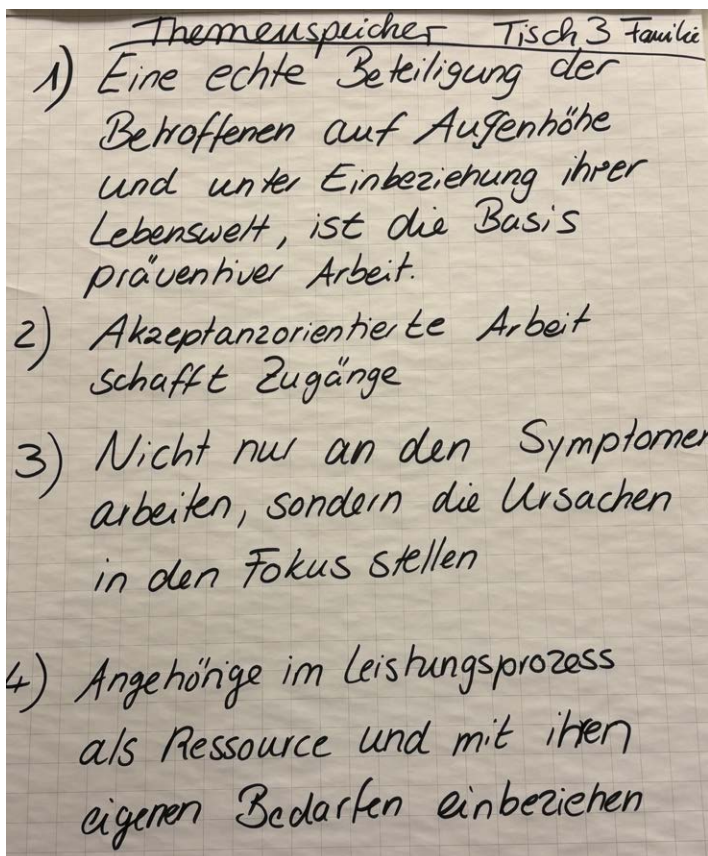 Themenspeicher Tisch 3 Familie
1) Eine echte Beteiligung der
Betroffenen auf Augenhöhe
und unter Einbeziehung ihrer
Lebenswelt, ist die Basis
präventiver Arbeit.
2) Akzeptanzorientierte Arbeit
schafft Zugänge
3) Nicht nur an den Symptomen
arbeiten, sondern die Ursachen
in den Fokus stellen
4) Angehörige im Leistungsprozess
als Ressource und mit ihren
eigenen Bedarfen einbeziehen